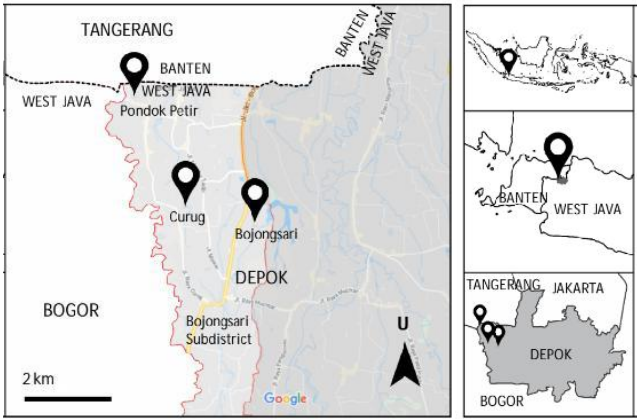 TANGERANG
BANTEN
WEST JAVA
BANTEN
WEST JAVA
WEST JAVA
Pondok Petir
Curug
Bojongsari
DEPOK
BOGOR
Bojongsari
Subdistrict
U
2 km
Google
BANTEN
WEST JAVA
TANGERANG
JAKARTA
DEPOK
BOGOR